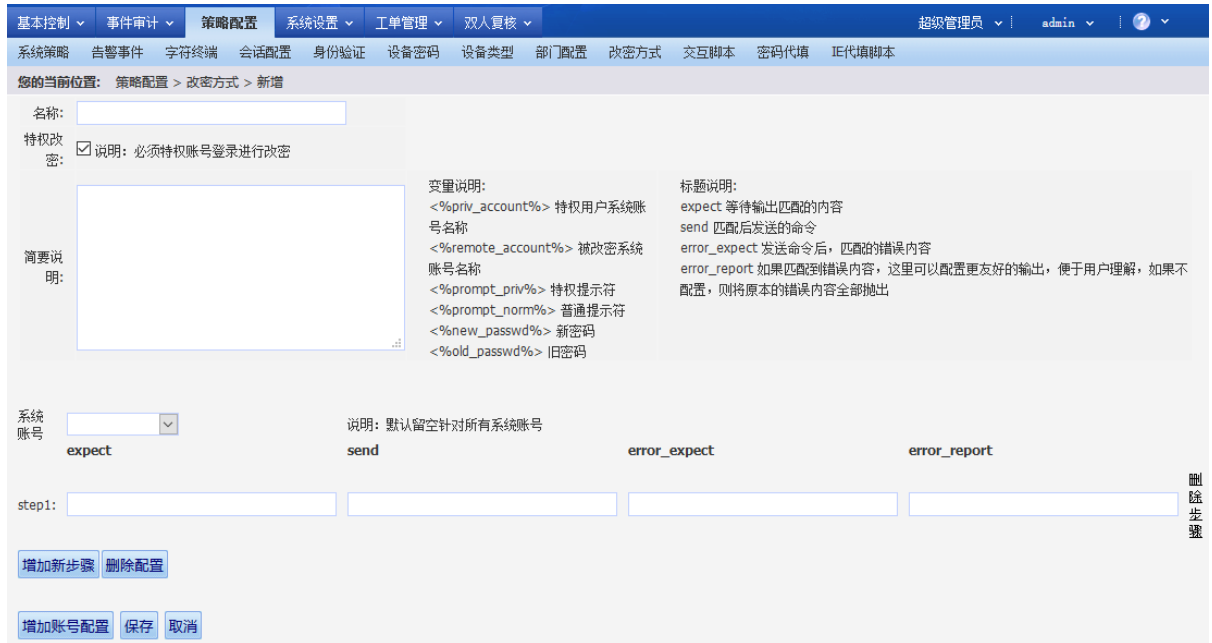 基本控制 事件审计 策略配置 系统设置 工单管理 双人复核 超级管理员 admin ?
系统策略 告警事件 字符终端 会话配置 身份验证 设备密码 设备类型 部门配置 改密方式 交互脚本 密码代填 IE代填脚本
您的当前位置: 策略配置 > 改密方式 > 新增
名称:
特权改
密:
说明: 必须特权账号登录进行改密
简要说
明:
变量说明:
<%priv_account%> 特权用户系统账
号名称
<%remote_account%> 被改密系统
账号名称
<%prompt_priv%> 特权提示符
<%prompt_norm%> 普通提示符
<%new_passwd%> 新密码
<%old_passwd%> 旧密码
标题说明:
expect 等待输出匹配的内容
send 匹配后发送的命令
error_expect 发送命令后，匹配的错误内容
error_report 如果匹配到错误内容，这里可以配置更友好的输出，便于用户理解，如果不
配置，则将原本的错误内容全部抛出
系统
账号
说明: 默认留空针对所有系统账号
expect send error_expect error_report
step1:
删
除
步
骤
增加新步骤 删除配置
增加账号配置 保存 取消